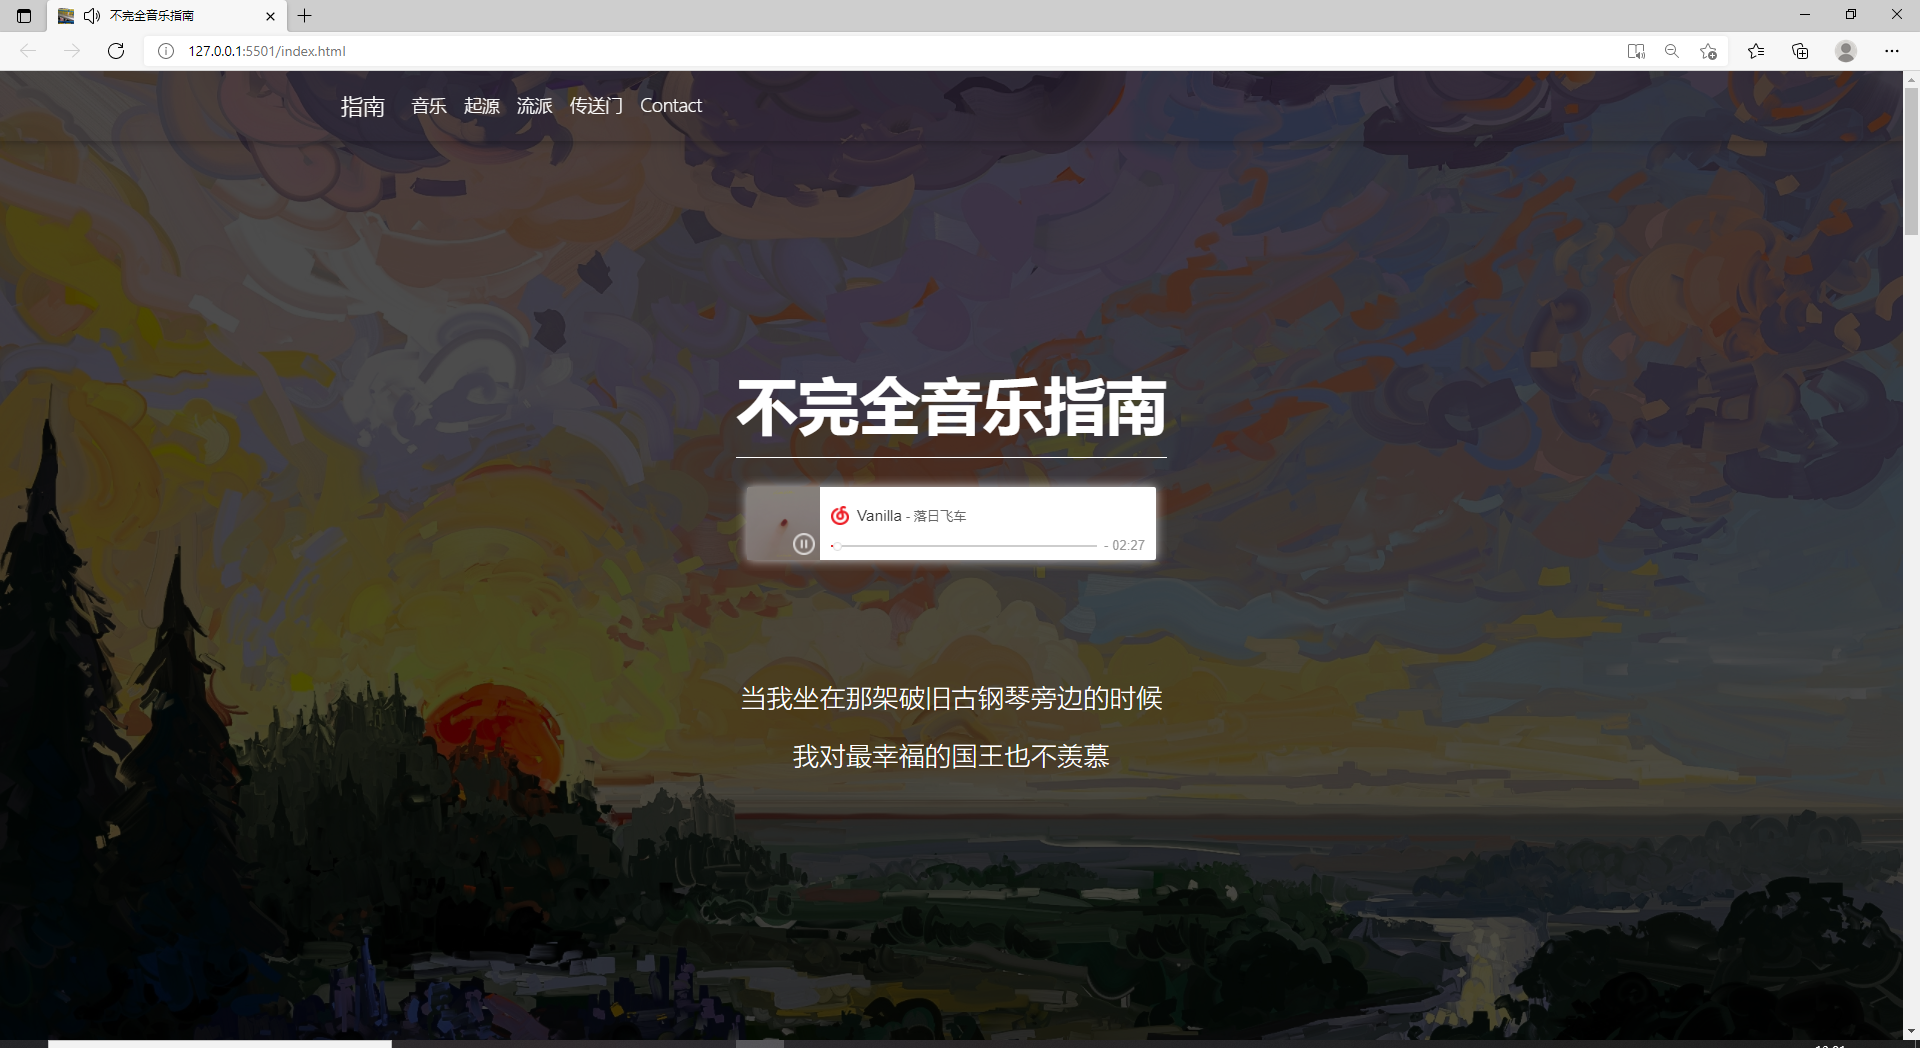 不完全音乐指南
127.0.0.1:5501/index.html
指南 音乐 起源 流派 传送门 Contact
不完全音乐指南
Vanilla - 落日飞车
- 02:27
当我坐在那架破旧古钢琴旁边的时候
我对最幸福的国王也不羡慕